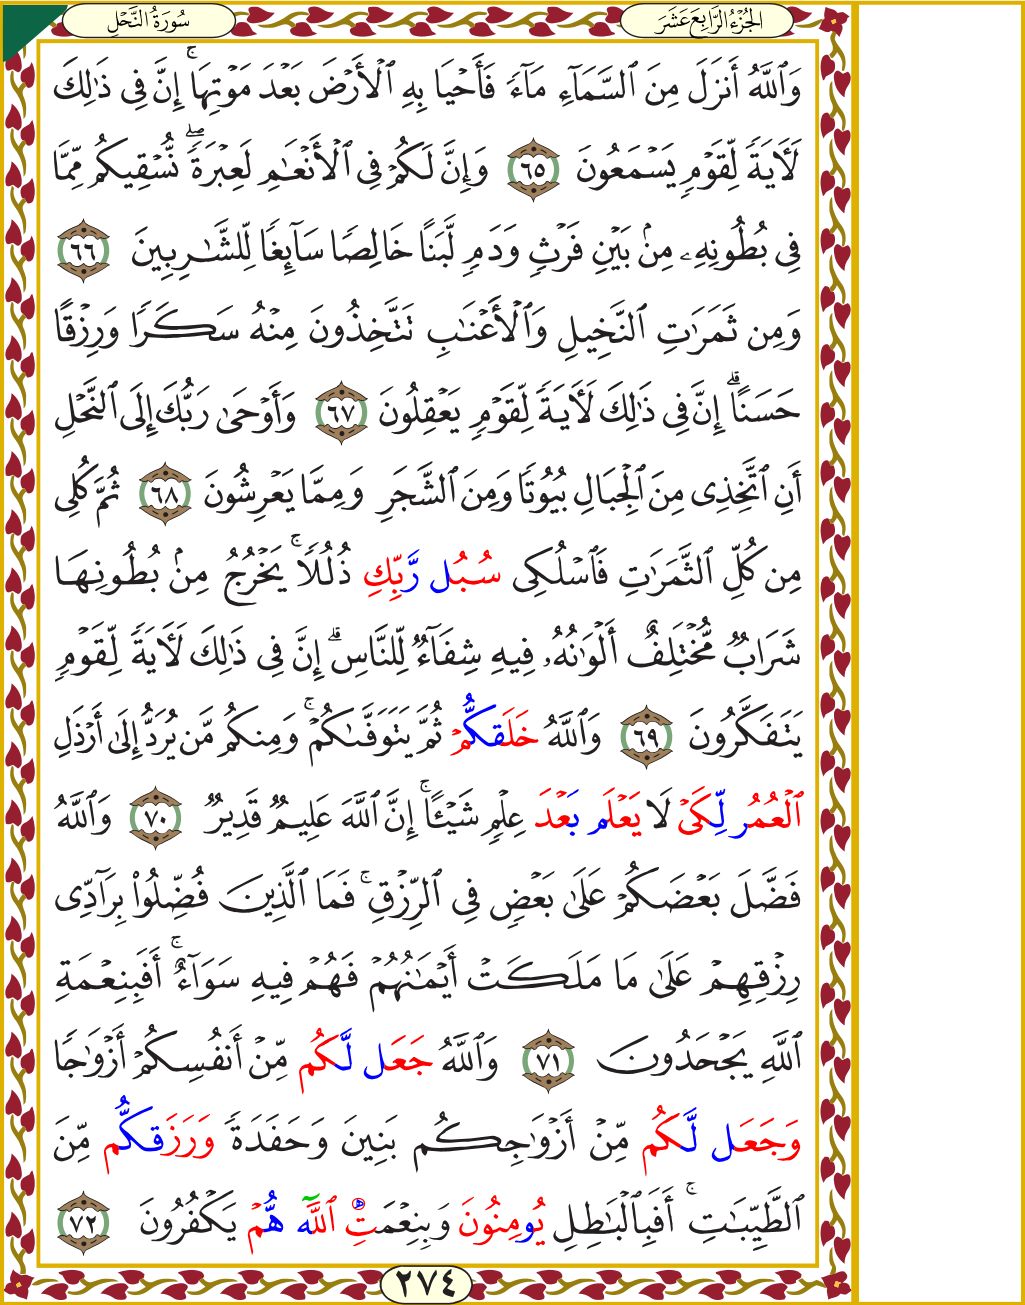 الجُزْءُ الرَّابِعَ عَشَرَ
سُورَةُ النَّحْلِ
وَٱللَّهُ أَنزَلَ مِنَ ٱلسَّمَآءِ مَآءً فَأَحْيَا بِهِ ٱلْأَرْضَ بَعْدَ مَوْتِهَآ ۚ إِنَّ فِى ذَٰلِكَ
لَأٓيَةً لِّقَوْمٍ يَسْمَعُونَ ٦٥ وَإِنَّ لَكُمْ فِى ٱلْأَنْعَٰمِ لَعِبْرَةً ۖ نُّسْقِيكُم مِّمَّا
فِى بُطُونِهِۦ مِنۢ بَيْنِ فَرْثٍ وَدَمٍ لَّبَنًا خَالِصًا سَآئِغًا لِّلشَّٰرِبِينَ ٦٦
وَمِن ثَمَرَٰتِ ٱلنَّخِيلِ وَٱلْأَعْنَٰبِ تَتَّخِذُونَ مِنْهُ سَكَرًا وَرِزْقًا
حَسَنًا ۗ إِنَّ فِى ذَٰلِكَ لَأٓيَةً لِّقَوْمٍ يَعْقِلُونَ ٦٧ وَأَوْحَىٰ رَبُّكَ إِلَى ٱلنَّحْلِ
أَنِ ٱتَّخِذِى مِنَ ٱلْجِبَالِ بُيُوتًا وَمِنَ ٱلشَّجَرِ وَمِمَّا يَعْرِشُونَ ٦٨ ثُمَّ كُلِى
مِن كُلِّ ٱلثَّمَرَٰتِ فَٱسْلُكِى سُبُل رَّبِّكِ ذُلُلًا ۚ يَخْرُجُ مِنۢ بُطُونِهَا
شَرَابٌ مُّخْتَلِفٌ أَلْوَٰنُهُۥ فِيهِ شِفَآءٌ لِّلنَّاسِ ۗ إِنَّ فِى ذَٰلِكَ لَأٓيَةً لِّقَوْمٍ
يَتَفَكَّرُونَ ٦٩ وَٱللَّهُ خَلَقكُّمْ ثُمَّ يَتَوَفَّىٰكُمْ ۚ وَمِنكُم مَّن يُرَدُّ إِلَىٰ أَرْذَلِ
ٱلْعُمُر لِّكَىْ لَا يَعْلَم بَعْدَ عِلْمٍ شَيْـًٔا ۚ إِنَّ ٱللَّهَ عَلِيمٌ قَدِيرٌ ٧٠ وَٱللَّهُ
فَضَّلَ بَعْضَكُمْ عَلَىٰ بَعْضٍ فِى ٱلرِّزْقِ ۚ فَمَا ٱلَّذِينَ فُضِّلُوا۟ بِرَآدِّى
رِزْقِهِمْ عَلَىٰ مَا مَلَكَتْ أَيْمَٰنُهُمْ فَهُمْ فِيهِ سَوَآءٌ ۚ أَفَبِنِعْمَةِ
ٱللَّهِ يَجْحَدُونَ ٧١ وَٱللَّهُ جَعَل لَّكُم مِّنْ أَنفُسِكُمْ أَزْوَٰجًا
وَجَعَل لَّكُم مِّنْ أَزْوَٰجِكُم بَنِينَ وَحَفَدَةً وَرَزَقكُّم مِّنَ
ٱلطَّيِّبَٰتِ ۚ أَفَبِٱلْبَٰطِلِ يُومِنُونَ وَبِنِعْمَتِ ٱللَّه هُّمْ يَكْفُرُونَ ٧٢
٢٧٤